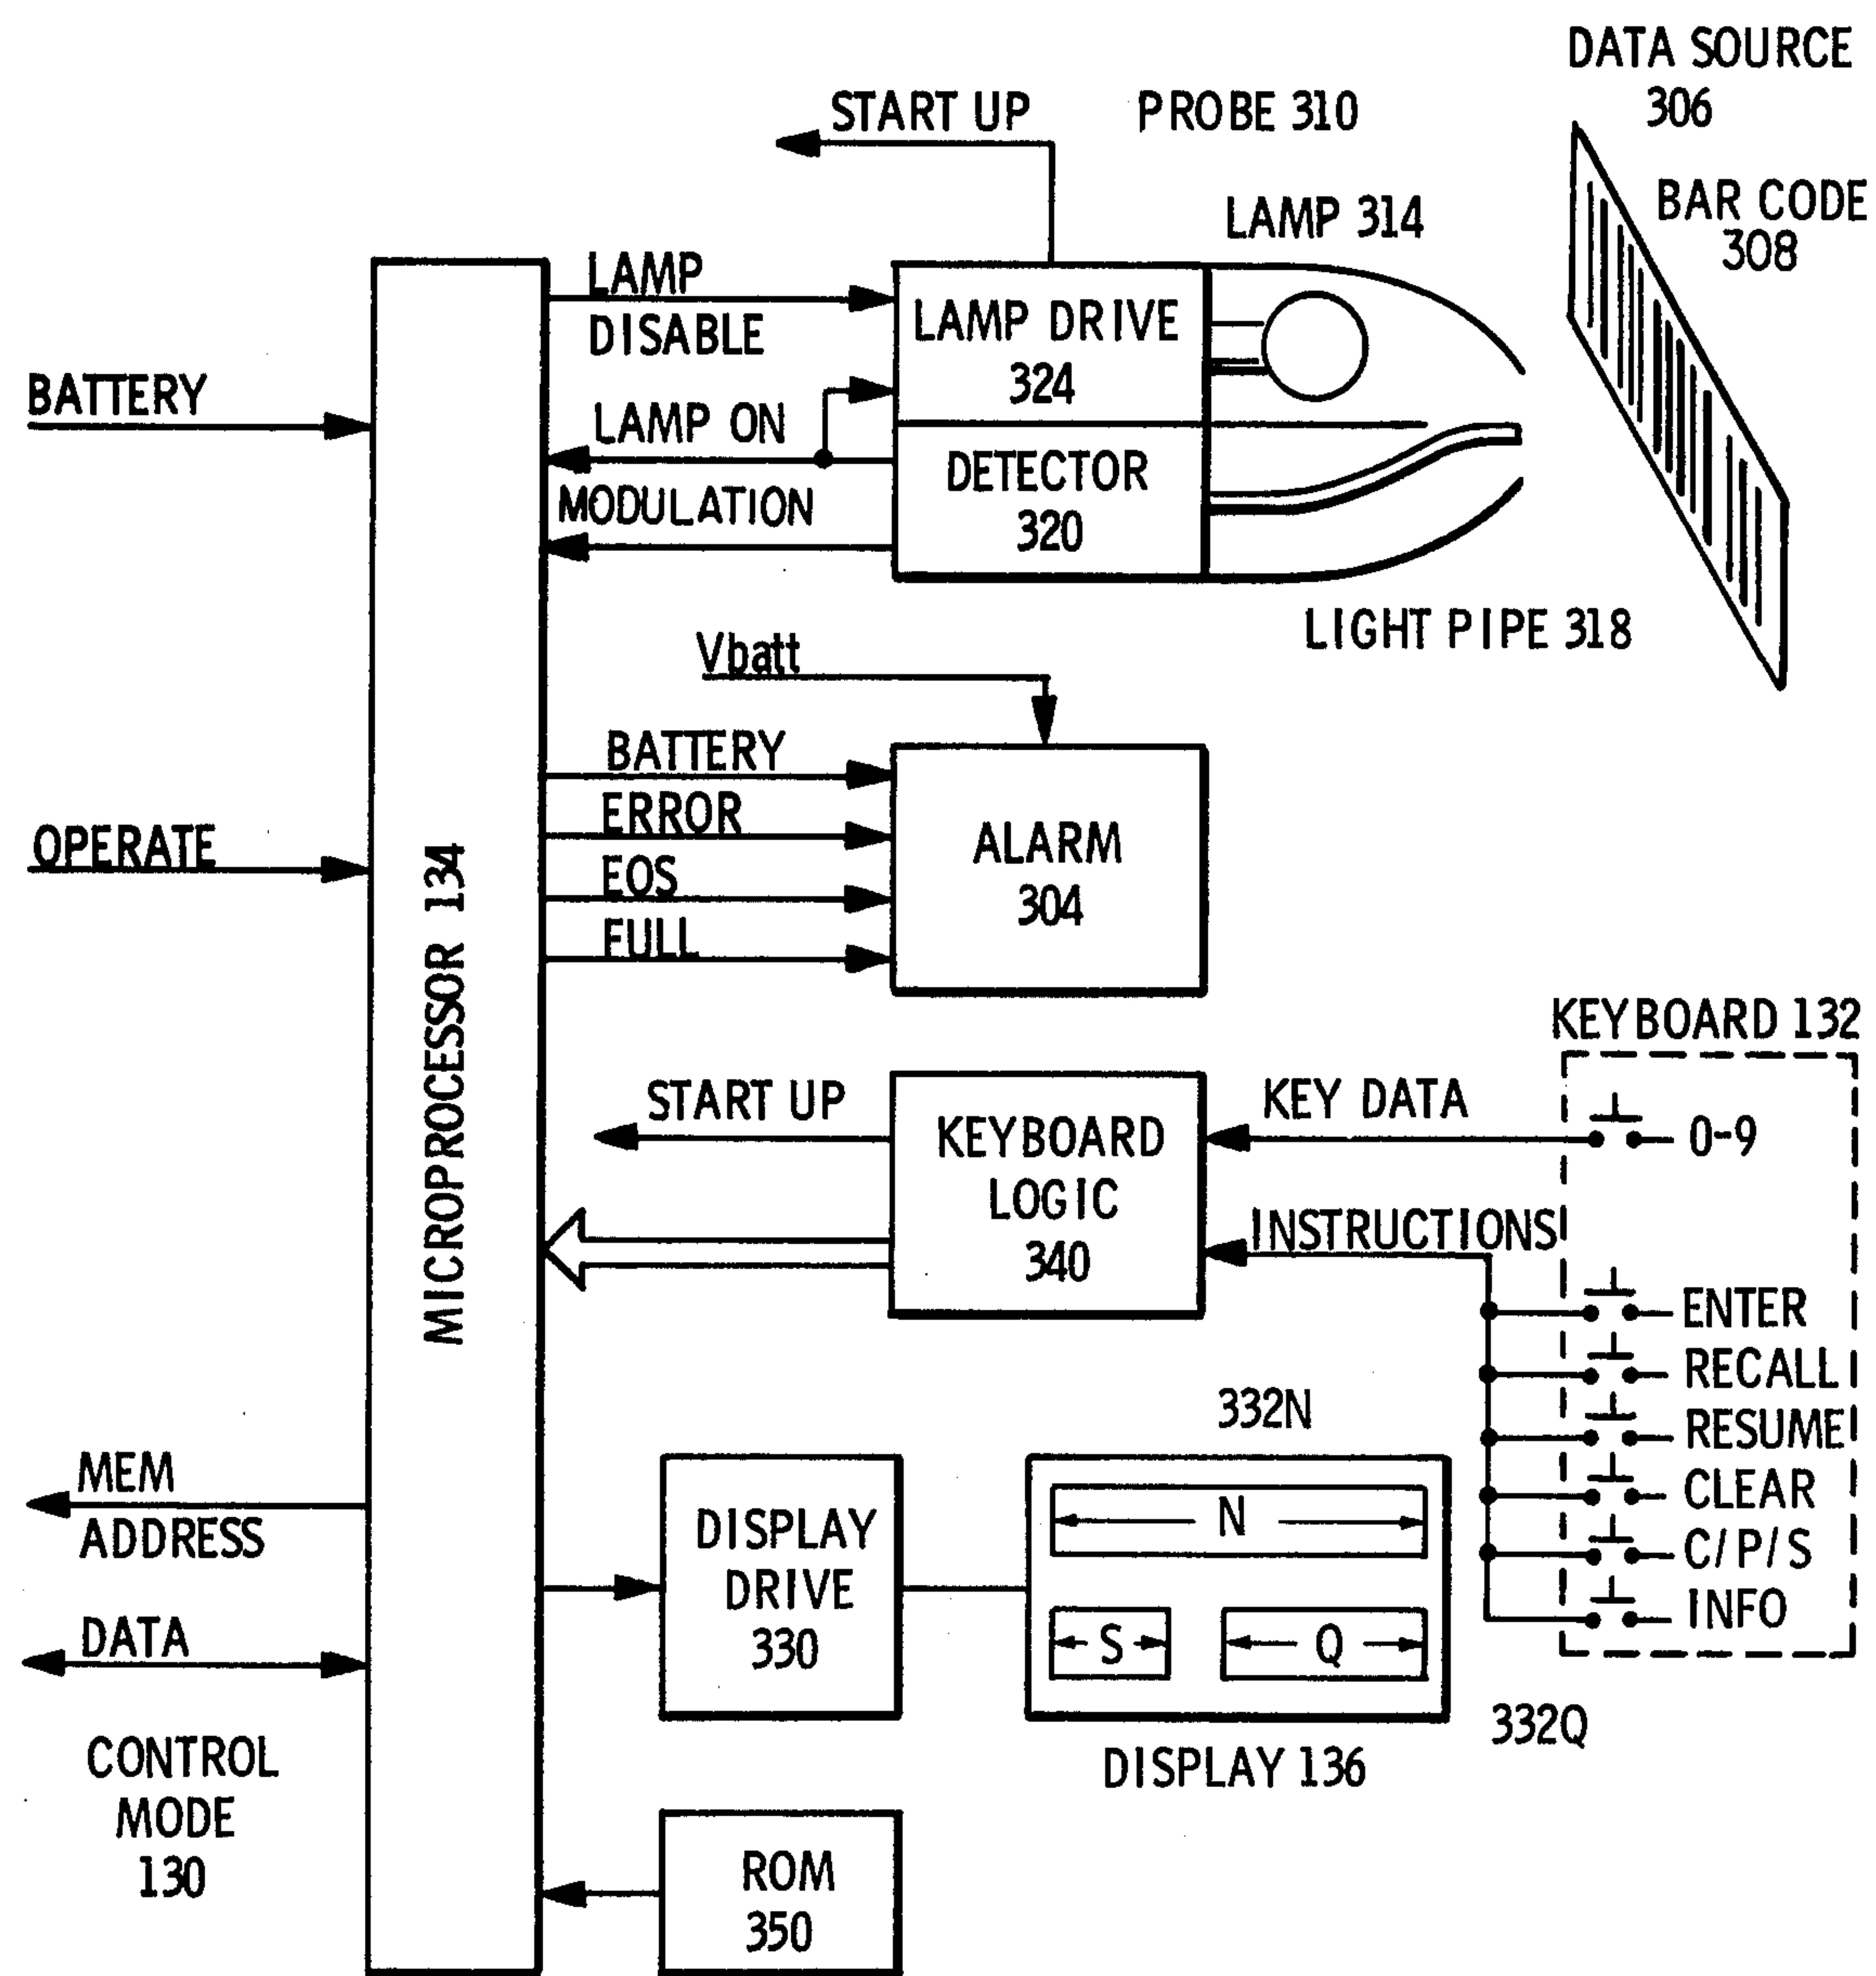 DATA SOURCE
306
START UP
PROBE 310
BAR CODE
308
LAMP 314
LAMP
DISABLE
LAMP DRIVE
324
BATTERY
LAMP ON
DETECTOR
320
MODULATION
LIGHT PIPE 318
Vbatt
BATTERY
ERROR
EOS
FULL
ALARM
304
OPERATE
MICROPROCESSOR 134
KEYBOARD 132
START UP
KEYBOARD
LOGIC
340
KEY DATA
0-9
INSTRUCTIONS
ENTER
RECALL
RESUME
CLEAR
C/P/S
INFO
332N
MEM
ADDRESS
DISPLAY
DRIVE
330
N
S
Q
DATA
332Q
DISPLAY 136
CONTROL
MODE
130
ROM
350